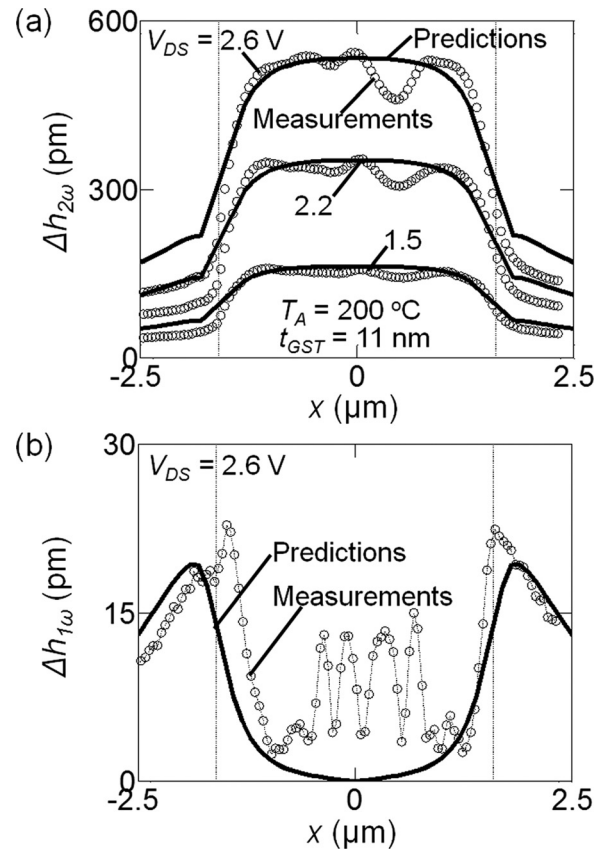 (a)
600
V_DS = 2.6 V
Predictions
Measurements
300
2.2
1.5
T_A = 200 °C
t_GST = 11 nm
0
-2.5 0 2.5
x (µm)
Δh_2ω (pm)
(b)
30
V_DS = 2.6 V
Predictions
15
Measurements
0
-2.5 0 2.5
x (µm)
Δh_1ω (pm)